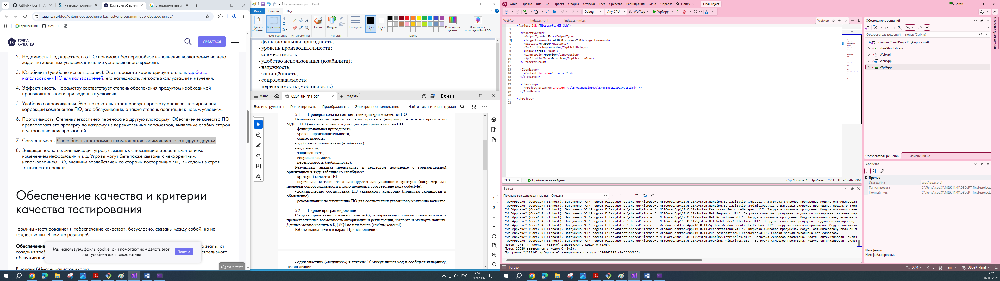 GitHub - KlosHiHi/D
Качество програм
Критерии обеспеч
стандартное врем
tquality.ru/blog/kriterii-obespechenie-kachestva-programmnogo-obespecheniya/
трансляция
KlosHiHi
ТК ТОЧКА КАЧЕСТВА
СВЯЗАТЬСЯ
2. Надежность. Под надежностью ПО понимают бесперебойное выполнение возлагаемых на него
задач на заданных условиях в течение установленного времени.
3. Юзабилити (удобство использования). Этот параметр характеризует степень удобства
использования ПО для пользователей, его наглядность, легкость эксплуатации и изучения.
4. Эффективность. Параметру соответствует степень обеспечения продуктом необходимой
производительности при заданных условиях.
5. Удобство сопровождения. Этот показатель характеризует простоту анализа, тестирования,
коррекции компонентов ПО, его обслуживания, а также степень адаптации к новым условиям.
6. Портативность. Степень легкости его переноса на другую платформу. Обеспечение качества ПО
предполагает его проверку по каждому из перечисленных параметров, выявление слабых сторон
и устранение неисправностей.
7. Совместимость. Способность программных компонентов взаимодействовать друг с другом.
8. Защищенность, т.е. минимизация угроз, связанных с несанкционированным чтением,
изменением информации и т. д. Угрозы могут быть также связаны с некорректным
использованием ПО, внешним воздействием со стороны посторонних лиц, выходом из строя
технических средств.
Обеспечение качества и критерии
качества тестирования
Термины «тестирование» и «обеспечение качества», безусловно, связаны между собой, но не
тождественны. В чем же различие?
Обеспечение
о этапы: от
создания треб
стрелизного
обслуживания
Мы используем файлы cookie, они помогают нам делать этот
сайт удобнее для пользователя
Понятно
В задачи QA-специалистов входит:
Задать вопрос
Безымянный.png - Paint
Файл Главная Вид
Буфер обмена
Выделить
Изображение
Инструменты
Кисти
Фигуры
Фигуры
Толщина
Цвет 1
Цвет 2
Цвета
Изменение цветов
Изменить с помощью Paint 3D
- функциональная пригодность;
- уровень производительности;
- совместимость;
- удобство использования (юзабилити);
- надёжность;
- защищённость;
- сопровождаемость;
- переносимость (мобильность).
Меню
0201 ЛР №1.pdf
Создать
Войти
Все инструменты Редактировать Преобразовать Электронное подписание Найти текст или инструмент
5.1 Проверка кода на соответствие критериям качества ПО
Выполнить анализ одного из своих проектов (например, итогового проекта по
МДК.11.01) на соответствие следующим критериям качества ПО:
- функциональная пригодность;
- уровень производительности;
- совместимость;
- удобство использования (юзабилити);
- надёжность;
- защищённость;
- сопровождаемость;
- переносимость (мобильность).
Результаты анализа представить в текстовом документе с горизонтальной
ориентацией в виде таблицы со столбцами:
- критерий качества ПО,
- перечисление того, что анализируется для указанного критерия (например, для
проверки сопровождаемости нужно проверять соответствие кода codestyle),
- доказательство соответствия ПО указанному критерию (привести скриншоты и
объяснение),
- рекомендации по улучшению ПО для соответствия указанному критерию качества.
5.2 Парное программирование
Создать приложение (оконное или веб), отображающее список пользователей и
предоставляющее возможность авторизации и регистрации, импорта и экспорта данных.
Данные можно хранить в БД SQLite или файле (csv/txt/json/xml).
Работа выполняется в парах. При выполнении:
- один участник («ведущий») в течение 10 минут пишет код и сообщает напарнику,
что он делает,
1
3
РУС
9:52
07.09.2026
Файл Правка Вид Git Проект Сборка Отладка Тест Средства Анализ Расширения Окно Справка Поиск FinalProject
Войти
Debug Any CPU WpfApp WpfApp
WebApi Index.cshtml Index.cshtml.cs WpfApp
1 <Project Sdk="Microsoft.NET.Sdk">
2
3 <PropertyGroup>
4 <OutputType>WinExe</OutputType>
5 <TargetFramework>net10.0-windows7.0</TargetFramework>
6 <Nullable>enable</Nullable>
7 <ImplicitUsings>enable</ImplicitUsings>
8 <UseWPF>true</UseWPF>
9 <LangVersion>preview</LangVersion>
10 <ApplicationIcon>Icon.ico</ApplicationIcon>
11 </PropertyGroup>
12
13 <ItemGroup>
14 <Content Include="Icon.ico" />
15 </ItemGroup>
16
17 <ItemGroup>
18 <ProjectReference Include="..\ShoeShopLibrary\ShoeShopLibrary.csproj" />
19 </ItemGroup>
20
21 </Project>
22
83 % Проблемы не найдены. Стр: 1, Симв: 1 Пробелы CRLF UTF-8 with BOM
Вывод
Показать выходные данные из: Отладка
"WpfApp.exe" (CoreCLR: clrhost). Загружено "C:\Program Files\dotnet\shared\Microsoft.NETCore.App\10.0.11\System.Runtime.Serialization.Xml.dll". Загрузка символов пропущена. Модуль оптимизирован
"WpfApp.exe" (CoreCLR: clrhost). Загружено "C:\Program Files\dotnet\shared\Microsoft.NETCore.App\10.0.11\System.Runtime.Serialization.Primitives.dll". Загрузка символов пропущена. Модуль оптими
"WpfApp.exe" (CoreCLR: clrhost). Загружено "C:\Program Files\dotnet\shared\Microsoft.NETCore.App\10.0.11\System.Resources.ResourceManager.dll". Загрузка символов пропущена. Модуль оптимизирован
"WpfApp.exe" (CoreCLR: clrhost). Загружено "C:\Program Files\dotnet\shared\Microsoft.NETCore.App\10.0.11\System.Net.Requests.dll". Загрузка символов пропущена. Модуль оптимизирован, включен пар
"WpfApp.exe" (CoreCLR: clrhost). Загружено "C:\Program Files\dotnet\shared\Microsoft.NETCore.App\10.0.11\System.Net.Primitives.dll". Загрузка символов пропущена. Модуль оптимизирован, включен п
"WpfApp.exe" (CoreCLR: clrhost). Загружено "C:\Program Files\dotnet\shared\Microsoft.NETCore.App\10.0.11\System.Net.WebHeaderCollection.dll". Загрузка символов пропущена. Модуль оптимизирован,
"WpfApp.exe" (CoreCLR: clrhost). Загружено "C:\Program Files\dotnet\shared\Microsoft.WindowsDesktop.App\10.0.11\System.Windows.Controls.Ribbon.dll". Загрузка символов пропущена. Модуль оптимизи
"WpfApp.exe" (CoreCLR: clrhost). Загружено "C:\Program Files\dotnet\shared\Microsoft.WindowsDesktop.App\10.0.11\PresentationUI.dll". Загрузка символов пропущена. Модуль оптимизирован, включен п
"WpfApp.exe" (CoreCLR: clrhost). Загружено "C:\Program Files\dotnet\shared\Microsoft.WindowsDesktop.App\10.0.11\ru\PresentationUI.resources.dll". Сборка модуля выполнена без символов.
"WpfApp.exe" (CoreCLR: clrhost). Загружено "C:\Program Files\dotnet\shared\Microsoft.NETCore.App\10.0.11\System.Runtime.Intrinsics.dll". Загрузка символов пропущена. Модуль оптимизирован, включ
"WpfApp.exe" (CoreCLR: clrhost). Загружено "C:\Program Files\dotnet\shared\Microsoft.NETCore.App\10.0.11\System.Drawing.Primitives.dll". Загрузка символов пропущена. Модуль оптимизирован, включ
Поток '.NET TP Worker' (15440) завершился с кодом 0 (0x0).
Поток 13520 завершился с кодом 0 (0x0).
Программа "[10216] WpfApp.exe" завершилась с кодом 4294967295 (0xffffffff).
Готово
0 / 0 6 main DBDaPT-final
Обозреватель решений
Обозреватель решений — поиск (Ctrl+ж)
Решение "FinalProject" (4 проекта 4)
ShoeShopLibrary
WebApi
WebApp
WpfApp
Обозреватель решений Изменения Git
Средства диагностики
Свойства
Прочее
Имя файла WpfApp.csproj
Папка проекта C:\Temp\ispp31\МДК 11.01\DBDaPT-final\projects
Полный путь C:\Temp\ispp31\МДК 11.01\DBDaPT-final\projects
Имя файла
Имя файла проекта.
9:52
07.09.2026